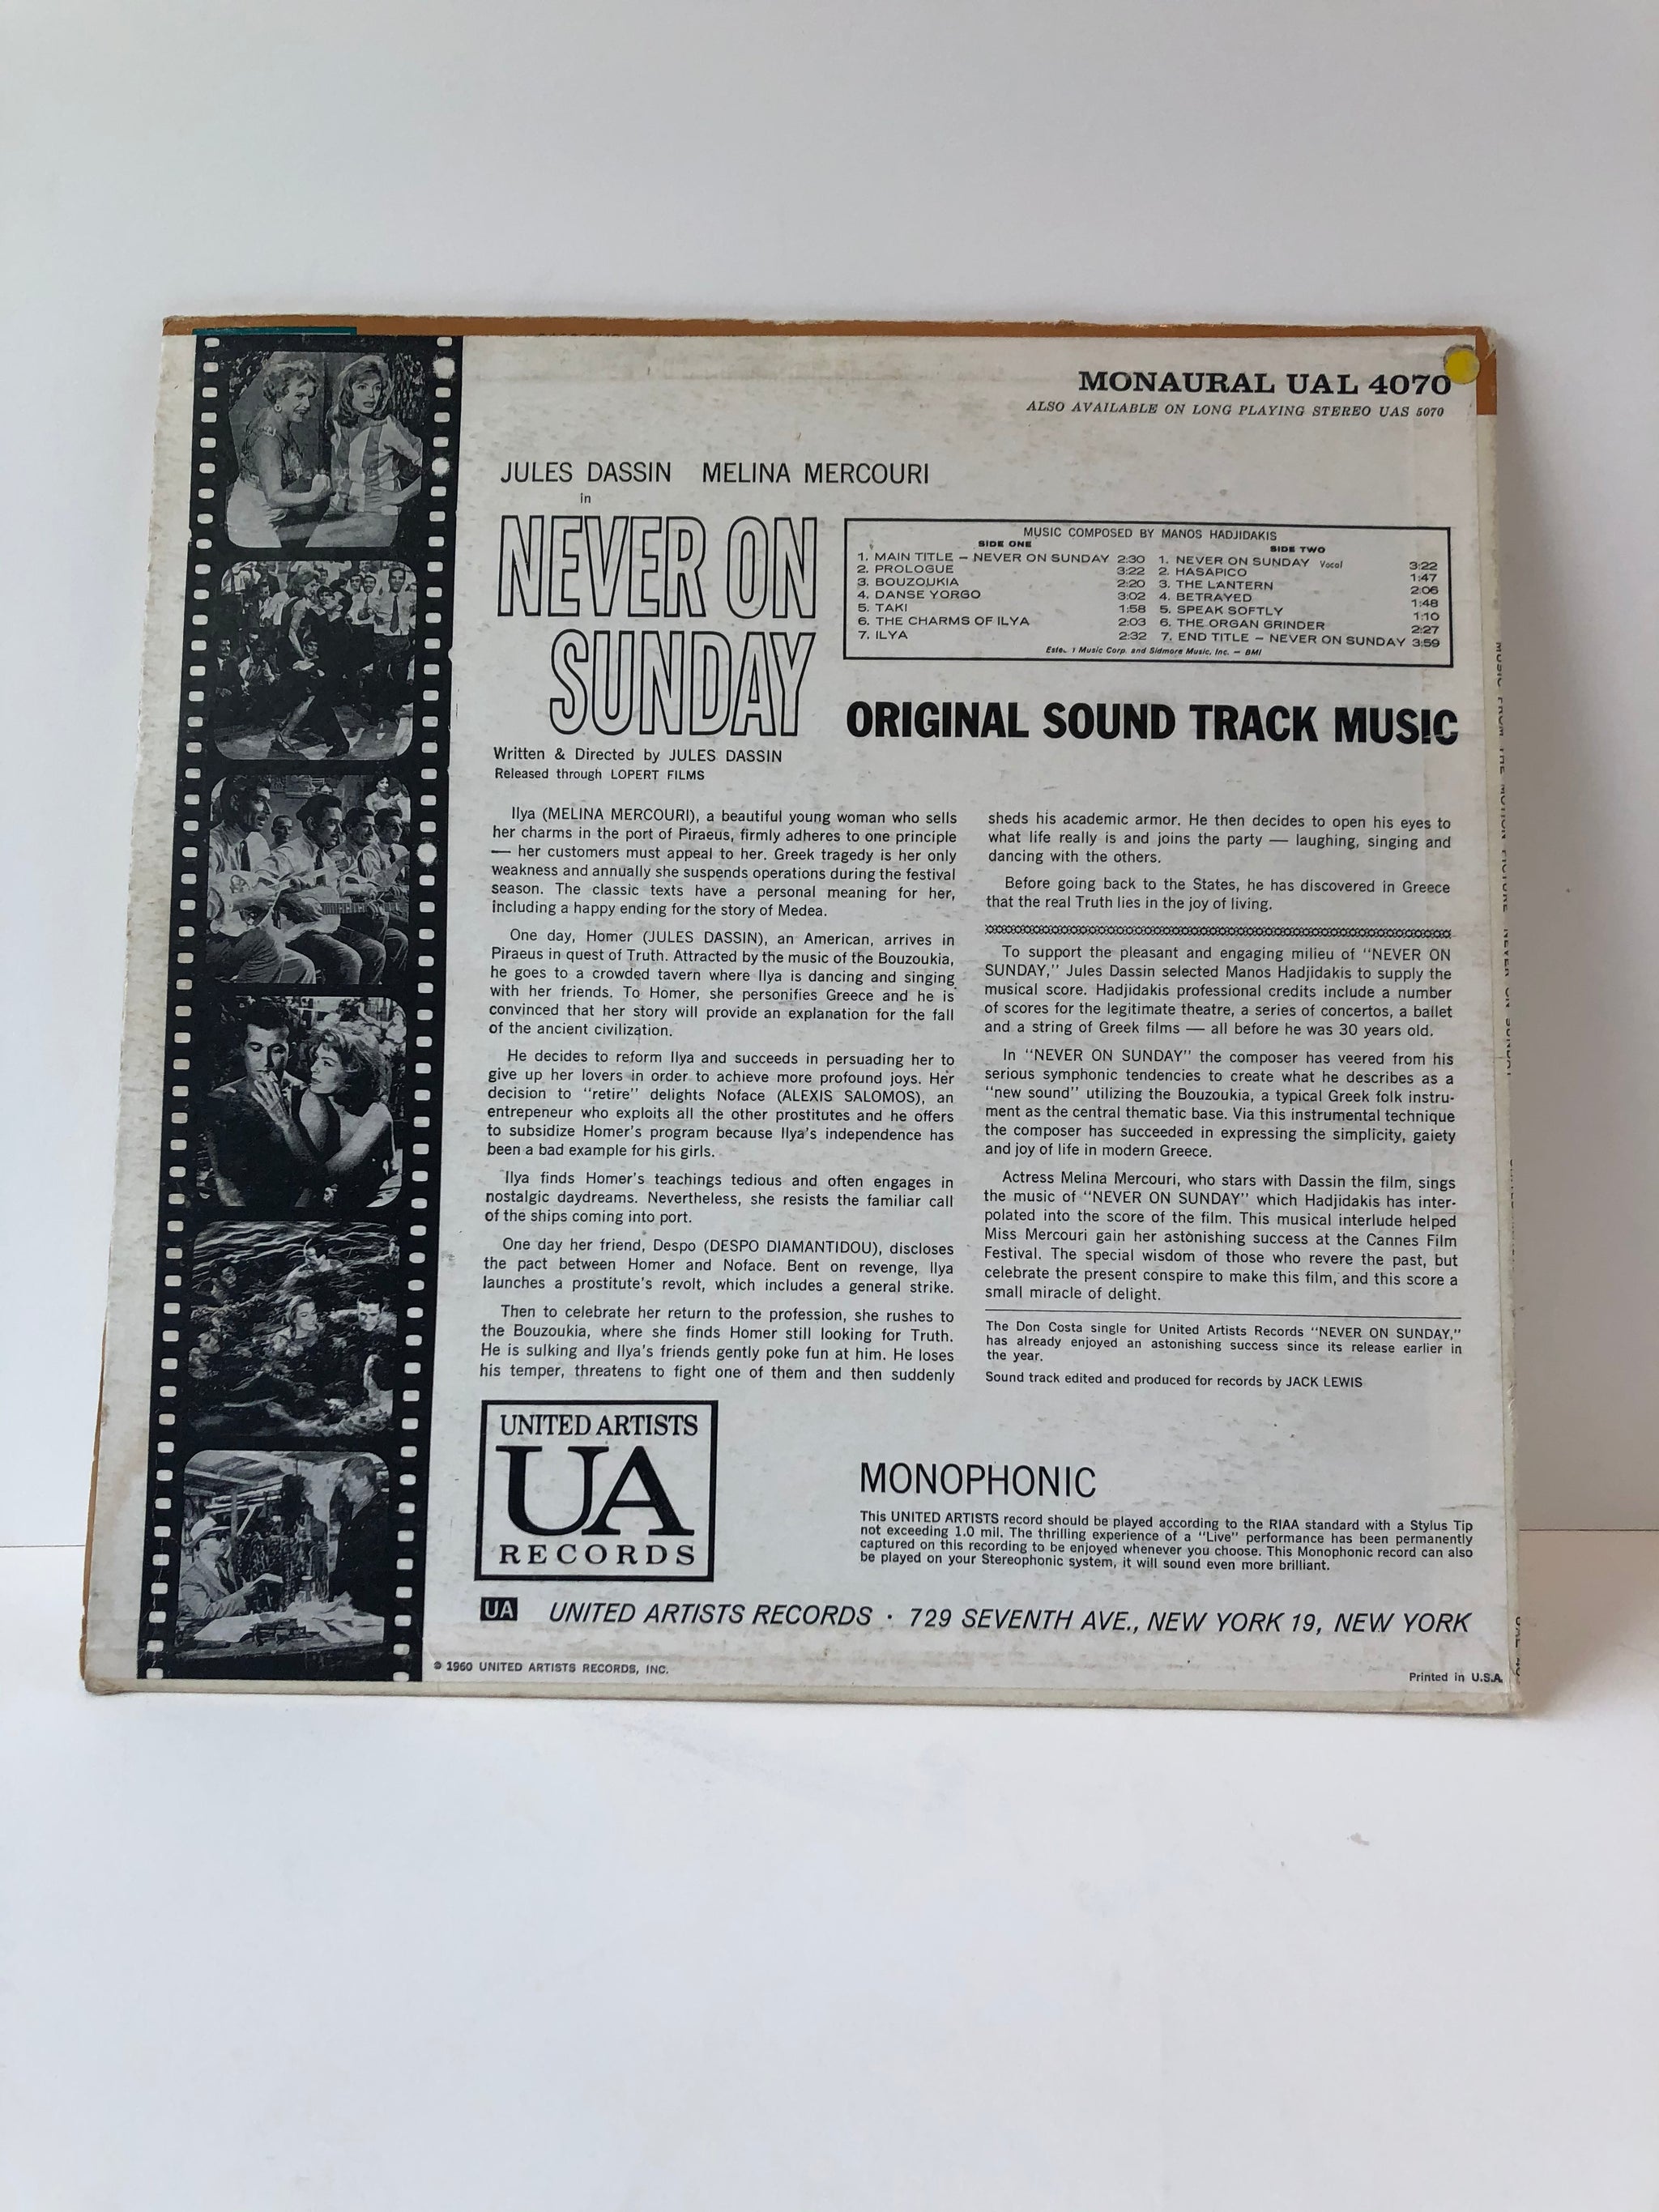 MONAURAL UAL 4070
ALSO AVAILABLE ON LONG PLAYING STEREO UAS 5070
JULES DASSIN MELINA MERCOURI
in
NEVER ON
SUNDAY
Written & Directed by JULES DASSIN
Released through LOPERT FILMS
MUSIC COMPOSED BY MANOS HADJIDAKIS
SIDE ONE
1. MAIN TITLE – NEVER ON SUNDAY 2:30
2. PROLOGUE 3:22
3. BOUZOUKIA 2:20
4. DANSE YORGO 3:02
5. TAKI 1:58
6. THE CHARMS OF ILYA 2:03
7. ILYA 2:32
SIDE TWO
1. NEVER ON SUNDAY Vocal 3:22
2. HASAPICO 1:47
3. THE LANTERN 2:06
4. BETRAYED 1:48
5. SPEAK SOFTLY 1:10
6. THE ORGAN GRINDER 2:27
7. END TITLE – NEVER ON SUNDAY 3:59
Music Corp. and Sidmore Music, Inc. – BMI
ORIGINAL SOUND TRACK MUSIC
Ilya (MELINA MERCOURI), a beautiful young woman who sells
her charms in the port of Piraeus, firmly adheres to one principle
— her customers must appeal to her. Greek tragedy is her only
weakness and annually she suspends operations during the festival
season. The classic texts have a personal meaning for her,
including a happy ending for the story of Medea.
One day, Homer (JULES DASSIN), an American, arrives in
Piraeus in quest of Truth. Attracted by the music of the Bouzoukia,
he goes to a crowded tavern where Ilya is dancing and singing
with her friends. To Homer, she personifies Greece and he is
convinced that her story will provide an explanation for the fall
of the ancient civilization.
He decides to reform Ilya and succeeds in persuading her to
give up her lovers in order to achieve more profound joys. Her
decision to "retire" delights Noface (ALEXIS SALOMOS), an
entrepeneur who exploits all the other prostitutes and he offers
to subsidize Homer's program because Ilya's independence has
been a bad example for his girls.
Ilya finds Homer's teachings tedious and often engages in
nostalgic daydreams. Nevertheless, she resists the familiar call
of the ships coming into port.
One day her friend, Despo (DESPO DIAMANTIDOU), discloses
the pact between Homer and Noface. Bent on revenge, Ilya
launches a prostitute's revolt, which includes a general strike.
Then to celebrate her return to the profession, she rushes to
the Bouzoukia, where she finds Homer still looking for Truth.
He is sulking and Ilya's friends gently poke fun at him. He loses
his temper, threatens to fight one of them and then suddenly
sheds his academic armor. He then decides to open his eyes to
what life really is and joins the party — laughing, singing and
dancing with the others.
Before going back to the States, he has discovered in Greece
that the real Truth lies in the joy of living.
To support the pleasant and engaging milieu of "NEVER ON
SUNDAY," Jules Dassin selected Manos Hadjidakis to supply the
musical score. Hadjidakis professional credits include a number
of scores for the legitimate theatre, a series of concertos, a ballet
and a string of Greek films — all before he was 30 years old.
In "NEVER ON SUNDAY" the composer has veered from his
serious symphonic tendencies to create what he describes as a
"new sound" utilizing the Bouzoukia, a typical Greek folk instru-
ment as the central thematic base. Via this instrumental technique
the composer has succeeded in expressing the simplicity, gaiety
and joy of life in modern Greece.
Actress Melina Mercouri, who stars with Dassin the film, sings
the music of "NEVER ON SUNDAY" which Hadjidakis has inter-
polated into the score of the film. This musical interlude helped
Miss Mercouri gain her astonishing success at the Cannes Film
Festival. The special wisdom of those who revere the past, but
celebrate the present conspire to make this film, and this score a
small miracle of delight.
The Don Costa single for United Artists Records "NEVER ON SUNDAY,"
has already enjoyed an astonishing success since its release earlier in
the year.
Sound track edited and produced for records by JACK LEWIS
UNITED ARTISTS
UA
RECORDS
MONOPHONIC
This UNITED ARTISTS record should be played according to the RIAA standard with a Stylus Tip
not exceeding 1.0 mil. The thrilling experience of a "Live" performance has been permanently
captured on this recording to be enjoyed whenever you choose. This Monophonic record can also
be played on your Stereophonic system, it will sound even more brilliant.
UA UNITED ARTISTS RECORDS · 729 SEVENTH AVE., NEW YORK 19, NEW YORK
1960 UNITED ARTISTS RECORDS, INC.
Printed in U.S.A.
MUSIC FROM THE MOTION PICTURE NEVER ON SUNDAY